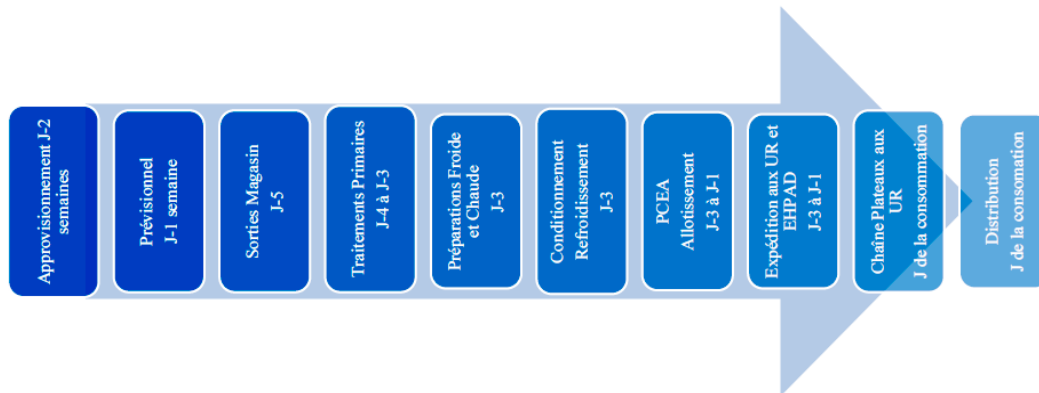 Approvisionnement J-2
semaines
Prévisionnel
J-1 semaine
Sorties Magasin
J-5
Traitements Primaires
J-4 à J-3
Préparations Froide
et Chaude
J-3
Conditionnement
Refroidissement
J-3
PCEA
Allotissement
J-3 à J-1
Expédition aux UR et
EHPAD
J-3 à J-1
Chaîne Plateaux aux
UR
J de la consommation
Distribution
J de la consomation